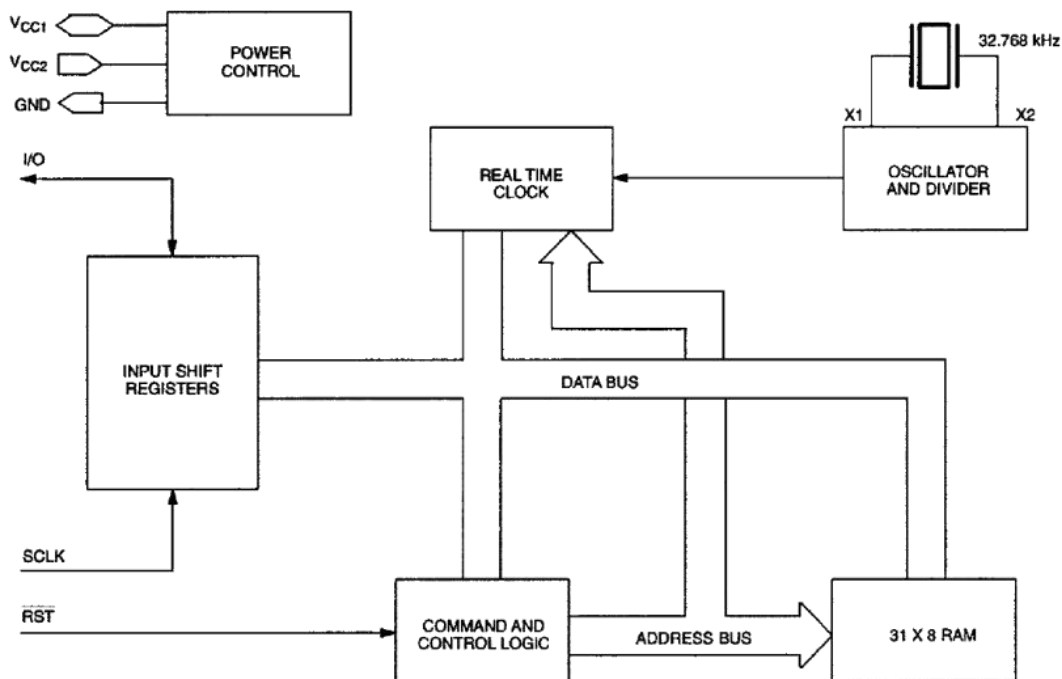 VCC1
VCC2
GND
POWER
CONTROL
32.768 kHz
X1
X2
OSCILLATOR
AND DIVIDER
I/O
REAL TIME
CLOCK
INPUT SHIFT
REGISTERS
DATA BUS
SCLK
RST
COMMAND AND
CONTROL LOGIC
ADDRESS BUS
31 X 8 RAM